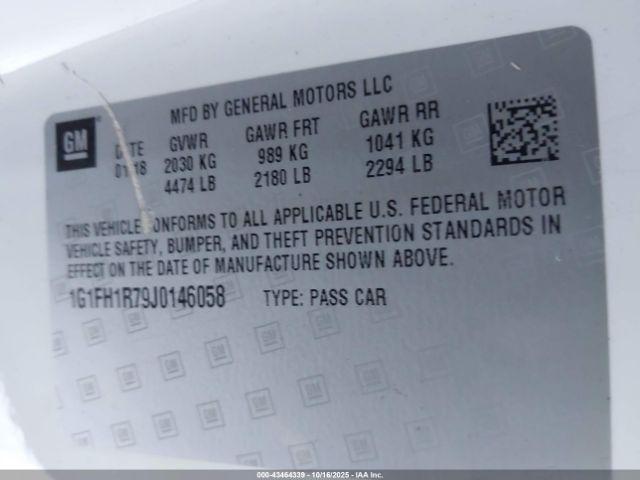 MFD BY GENERAL MOTORS LLC
GM DATE GVWR GAWR FRT GAWR RR
01/18 2030 KG 989 KG 1041 KG
4474 LB 2180 LB 2294 LB
THIS VEHICLE CONFORMS TO ALL APPLICABLE U.S. FEDERAL MOTOR
VEHICLE SAFETY, BUMPER, AND THEFT PREVENTION STANDARDS IN
EFFECT ON THE DATE OF MANUFACTURE SHOWN ABOVE.
1G1FH1R79J0146058 TYPE: PASS CAR
000-43464339 - 10/16/2025 - IAA Inc.